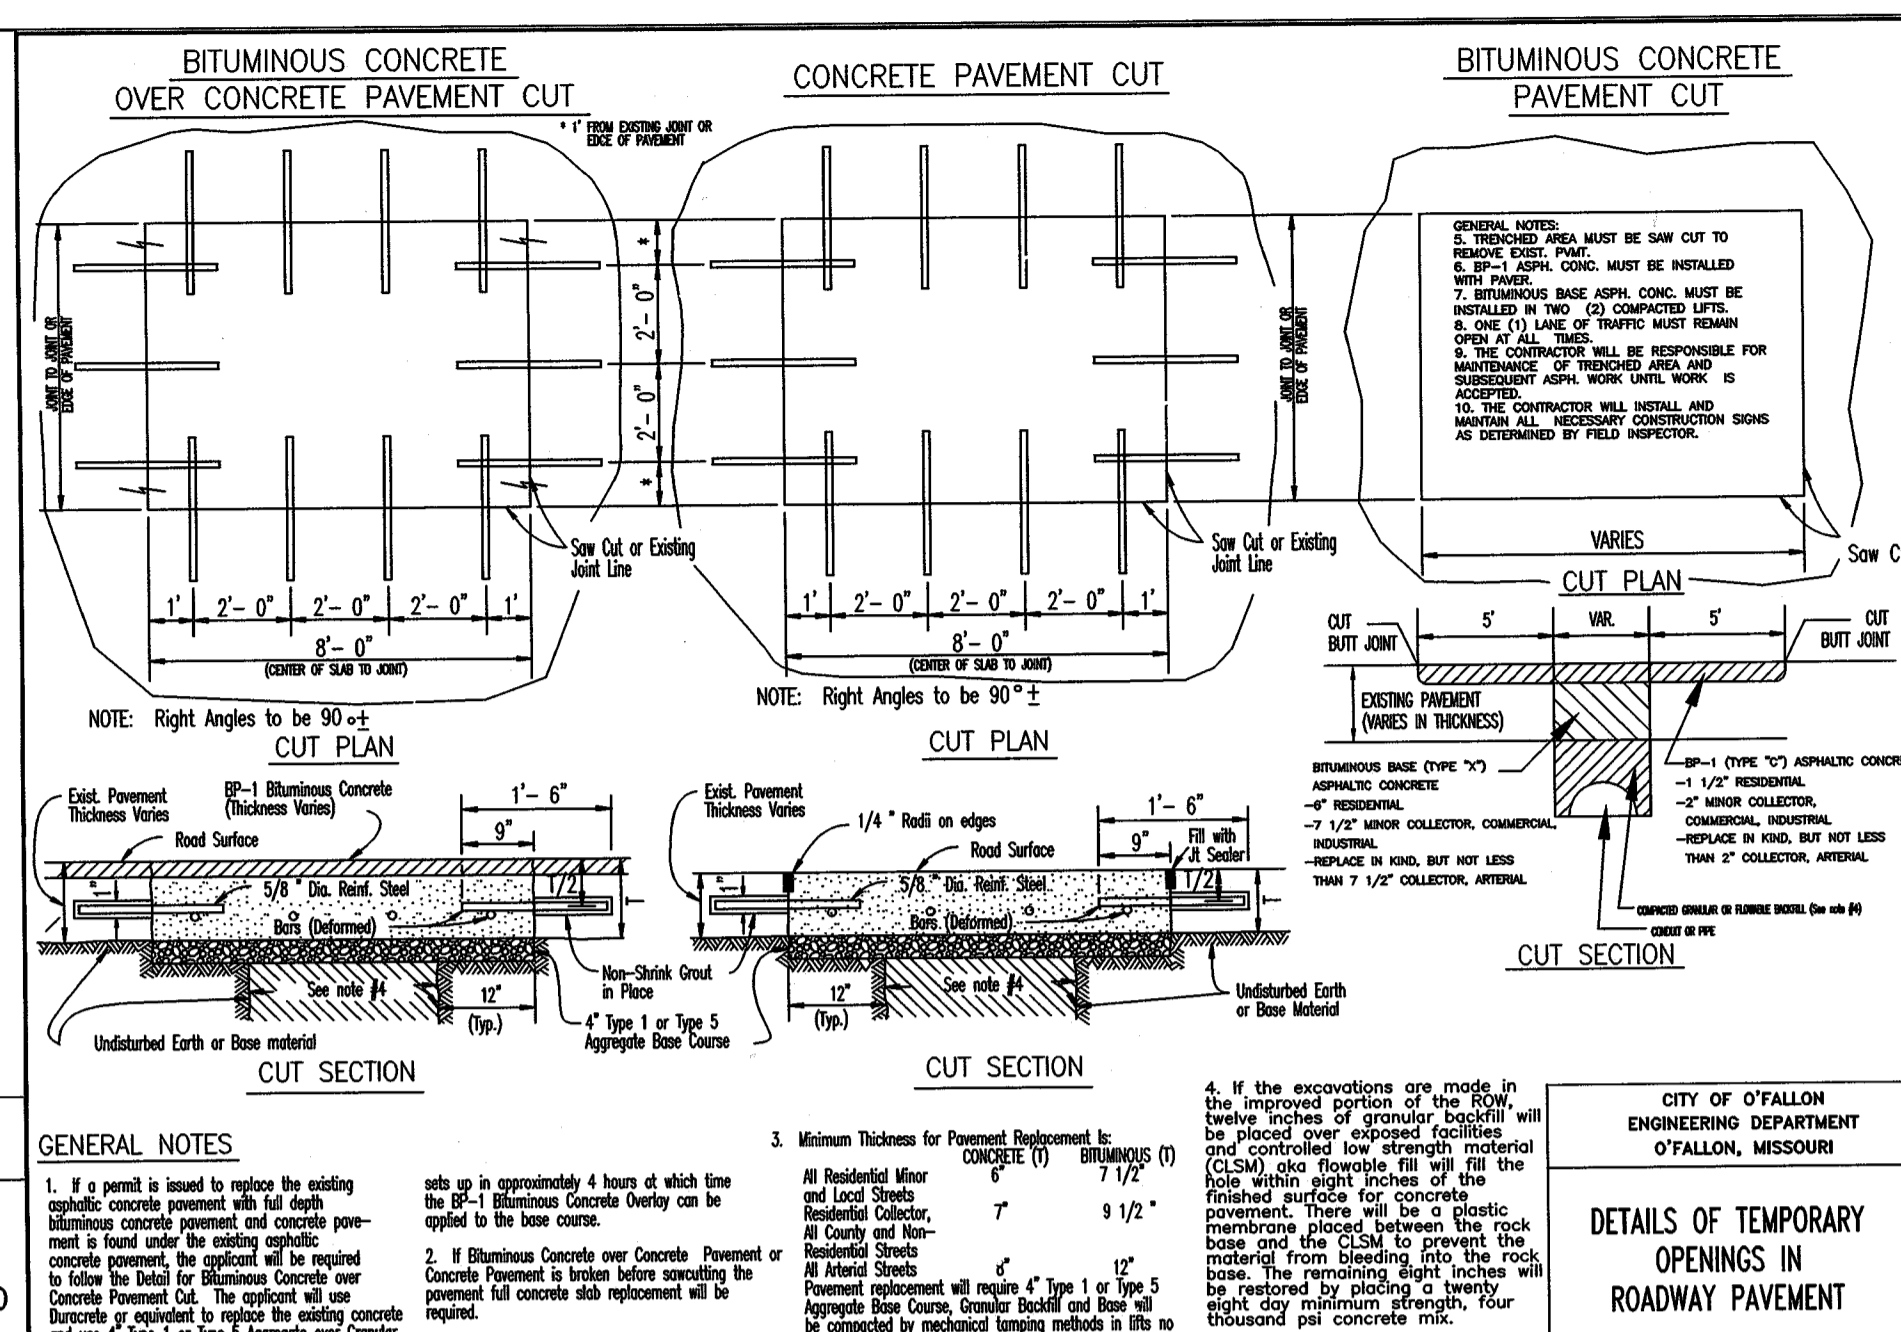 BITUMINOUS CONCRETE
OVER CONCRETE PAVEMENT CUT
* 1' FROM EXISTING JOINT OR
EDGE OF PAVEMENT
JOINT TO JOINT OR
EDGE OF PAVEMENT
*
2'- 0"
2'- 0"
*
Saw Cut or Existing
Joint Line
1' 2'- 0" 2'- 0" 2'- 0" 1'
8'- 0"
(CENTER OF SLAB TO JOINT)
NOTE: Right Angles to be 90 °±
CUT PLAN
Exist. Pavement
Thickness Varies
BP-1 Bituminous Concrete
(Thickness Varies)
Road Surface
1'- 6"
9"
1"
5/8 " Dia. Reinf. Steel
Bars (Deformed)
T/2
T
See note #4
12"
(Typ.)
Non-Shrink Grout
in Place
4" Type 1 or Type 5
Aggregate Base Course
Undisturbed Earth or Base material
CUT SECTION
CONCRETE PAVEMENT CUT
JOINT TO JOINT OR
EDGE OF PAVEMENT
Saw Cut or Existing
Joint Line
1' 2'- 0" 2'- 0" 2'- 0" 1'
8'- 0"
(CENTER OF SLAB TO JOINT)
NOTE: Right Angles to be 90°±
CUT PLAN
Exist. Pavement
Thickness Varies
1/4 " Radii on edges
Road Surface
1'- 6"
9"
Fill with
Jt Sealer
1"
5/8 " Dia. Reinf. Steel
Bars (Deformed)
T/2
T
See note #4
12"
(Typ.)
Undisturbed Earth
or Base Material
CUT SECTION
BITUMINOUS CONCRETE
PAVEMENT CUT
GENERAL NOTES:
5. TRENCHED AREA MUST BE SAW CUT TO
REMOVE EXIST. PVMT.
6. BP-1 ASPH. CONC. MUST BE INSTALLED
WITH PAVER.
7. BITUMINOUS BASE ASPH. CONC. MUST BE
INSTALLED IN TWO (2) COMPACTED LIFTS.
8. ONE (1) LANE OF TRAFFIC MUST REMAIN
OPEN AT ALL TIMES.
9. THE CONTRACTOR WILL BE RESPONSIBLE FOR
MAINTENANCE OF TRENCHED AREA AND
SUBSEQUENT ASPH. WORK UNTIL WORK IS
ACCEPTED.
10. THE CONTRACTOR WILL INSTALL AND
MAINTAIN ALL NECESSARY CONSTRUCTION SIGNS
AS DETERMINED BY FIELD INSPECTOR.
VARIES
Saw C
CUT PLAN
CUT
BUTT JOINT
5' VAR. 5'
CUT
BUTT JOINT
EXISTING PAVEMENT
(VARIES IN THICKNESS)
BITUMINOUS BASE (TYPE "X")
ASPHALTIC CONCRETE
-6" RESIDENTIAL
-7 1/2" MINOR COLLECTOR, COMMERCIAL,
INDUSTRIAL
-REPLACE IN KIND, BUT NOT LESS
THAN 7 1/2" COLLECTOR, ARTERIAL
BP-1 (TYPE "C") ASPHALTIC CONCR
-1 1/2" RESIDENTIAL
-2" MINOR COLLECTOR,
COMMERCIAL, INDUSTRIAL
-REPLACE IN KIND, BUT NOT LESS
THAN 2" COLLECTOR, ARTERIAL
COMPACTED GRANULAR OR FLOWABLE BACKFILL (See note #4)
CONDUIT OR PIPE
CUT SECTION
GENERAL NOTES
1. If a permit is issued to replace the existing
asphaltic concrete pavement with full depth
bituminous concrete pavement and concrete pave-
ment is found under the existing asphaltic
concrete pavement, the applicant will be required
to follow the Detail for Bituminous Concrete over
Concrete Pavement Cut. The applicant will use
Duracrete or equivalent to replace the existing concrete
and use 4" Type 1 or Type 5 Aggregate over Granular
sets up in approximately 4 hours at which time
the BP-1 Bituminous Concrete Overlay can be
applied to the base course.
2. If Bituminous Concrete over Concrete Pavement or
Concrete Pavement is broken before sawcutting the
pavement full concrete slab replacement will be
required.
3. Minimum Thickness for Pavement Replacement Is:
CONCRETE (T) BITUMINOUS (T)
All Residential Minor 6" 7 1/2"
and Local Streets
Residential Collector, 7" 9 1/2 "
All County and Non-
Residential Streets
All Arterial Streets 8" 12"
Pavement replacement will require 4" Type 1 or Type 5
Aggregate Base Course, Granular Backfill and Base will
be compacted by mechanical tamping methods in lifts no
4. If the excavations are made in
the improved portion of the ROW,
twelve inches of granular backfill will
be placed over exposed facilities
and controlled low strength material
(CLSM) aka flowable fill will fill the
hole within eight inches of the
finished surface for concrete
pavement. There will be a plastic
membrane placed between the rock
base and the CLSM to prevent the
material from bleeding into the rock
base. The remaining eight inches will
be restored by placing a twenty
eight day minimum strength, four
thousand psi concrete mix.
CITY OF O'FALLON
ENGINEERING DEPARTMENT
O'FALLON, MISSOURI
DETAILS OF TEMPORARY
OPENINGS IN
ROADWAY PAVEMENT